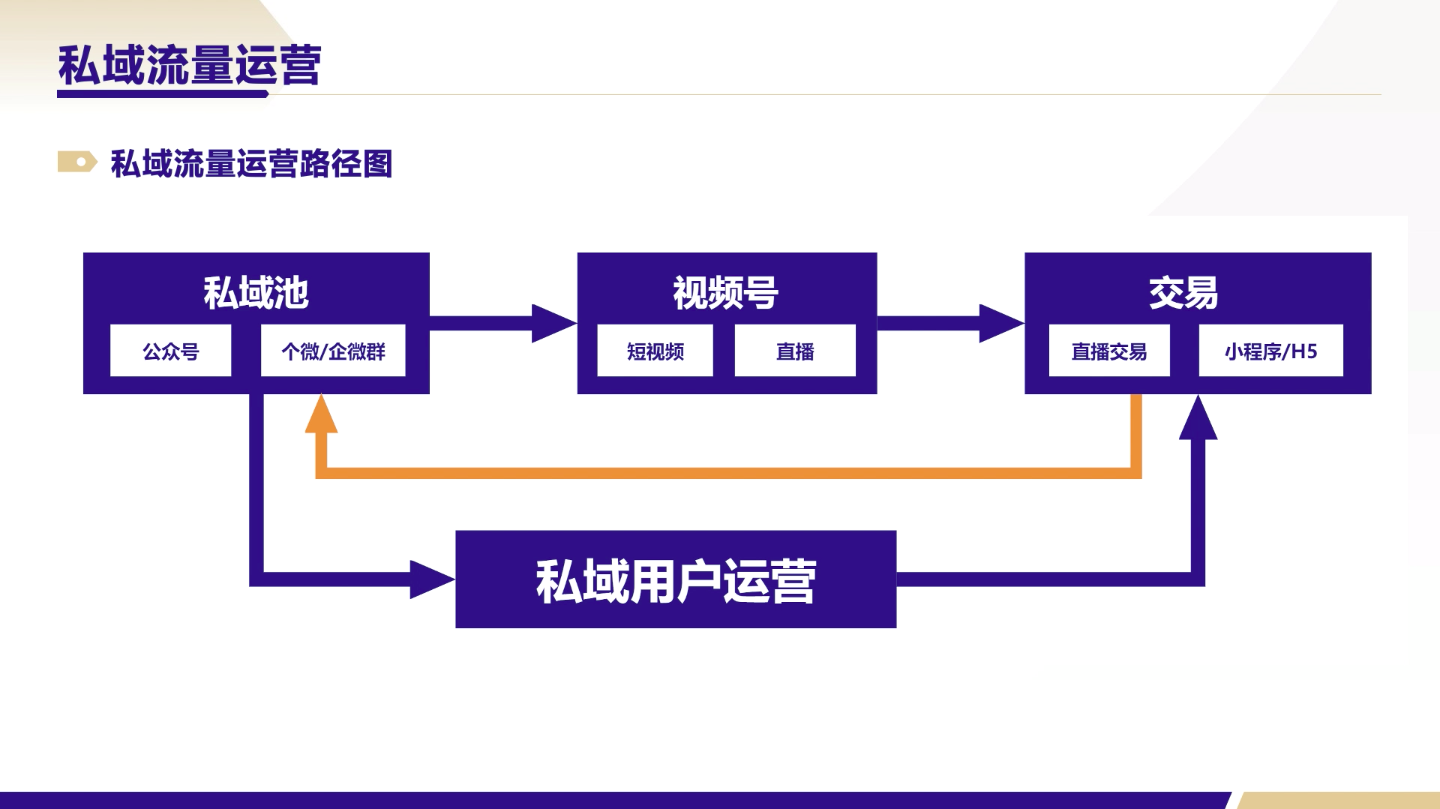 私域流量运营
私域流量运营路径图
私域池
公众号
个微/企微群
视频号
短视频
直播
交易
直播交易
小程序/H5
私域用户运营